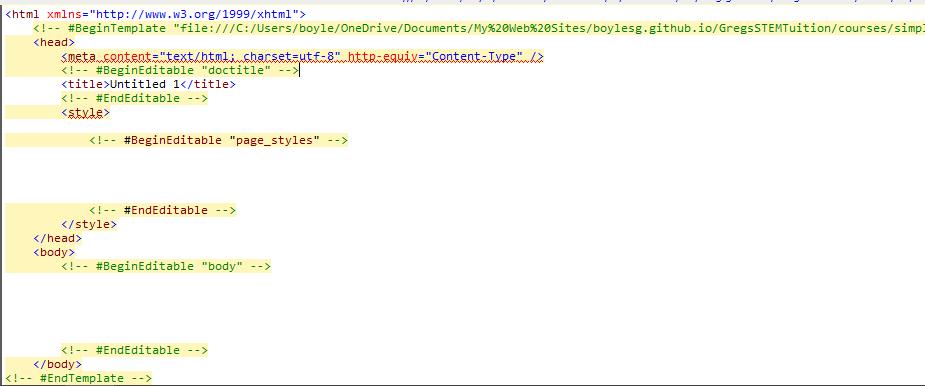 <html xmlns="http://www.w3.org/1999/xhtml">
<!-- #BeginTemplate "file:///C:/Users/boyle/OneDrive/Documents/My%20Web%20Sites/boylesg.github.io/GregsSTEMTuition/courses/simpl
<head>
<meta content="text/html; charset=utf-8" http-equiv="Content-Type" />
<!-- #BeginEditable "doctitle" -->
<title>Untitled 1</title>
<!-- #EndEditable -->
<style>
<!-- #BeginEditable "page_styles" -->
<!-- #EndEditable -->
</style>
</head>
<body>
<!-- #BeginEditable "body" -->
<!-- #EndEditable -->
</body>
<!-- #EndTemplate -->